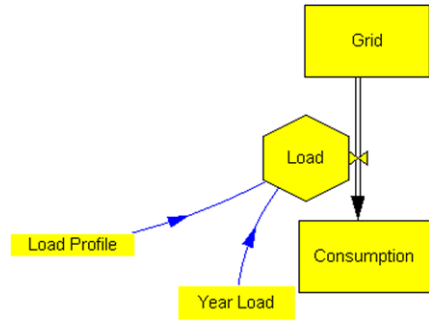 Grid
Load
Load Profile
Consumption
Year Load